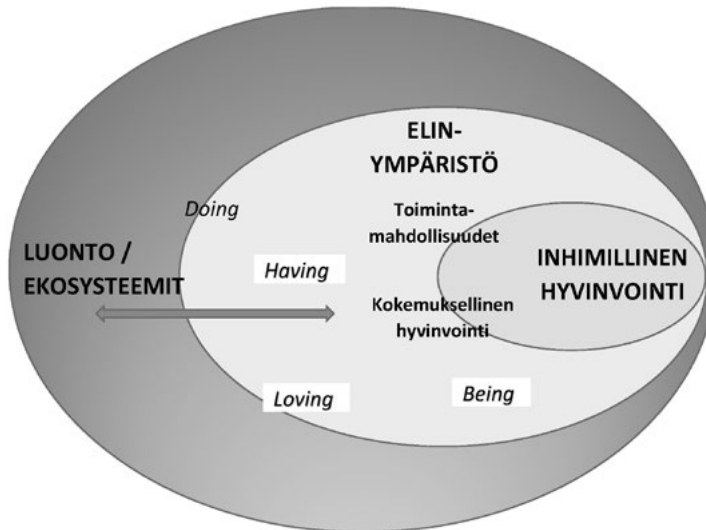 ELIN-
YMPÄRISTÖ
Doing
Toiminta-
mahdollisuudet
LUONTO /
EKOSYSTEEMIT
Having
INHIMILLINEN
HYVINVOINTI
Kokemuksellinen
hyvinvointi
Loving
Being